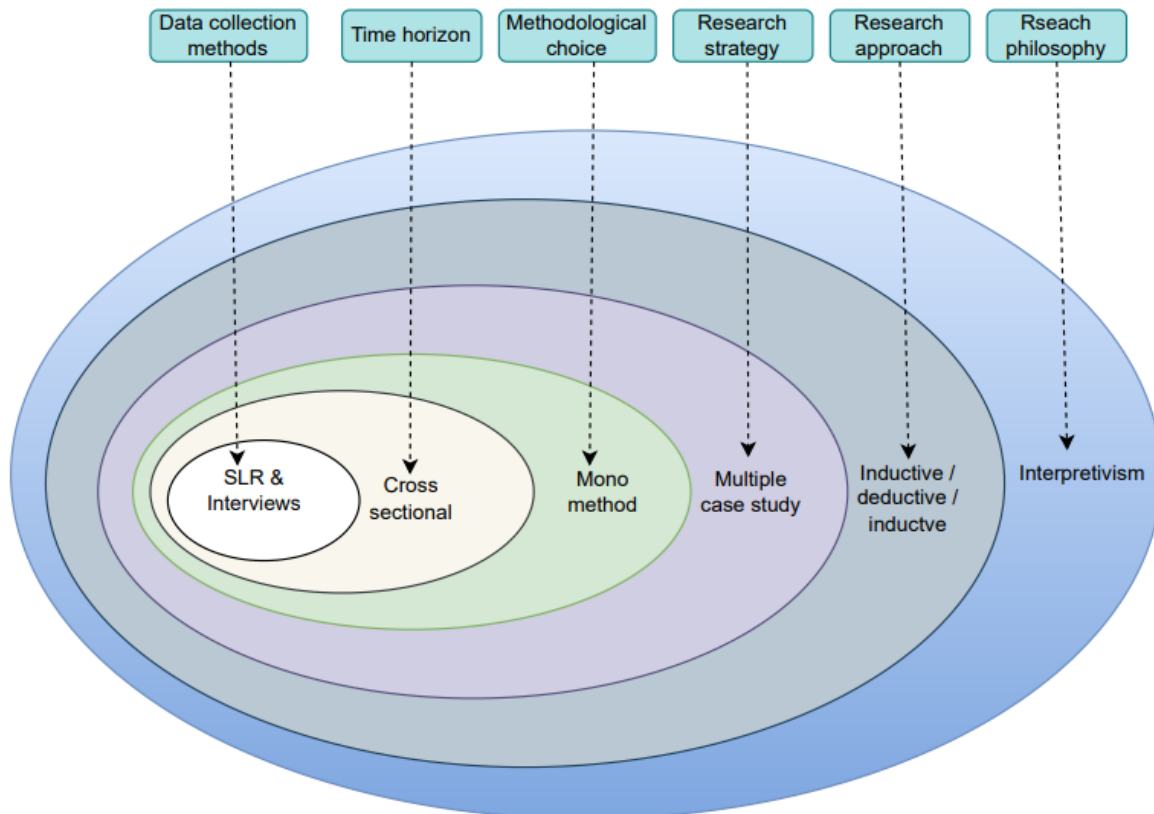 Data collection
methods
Time horizon
Methodological
choice
Research
strategy
Research
approach
Rseach
philosophy
SLR &
Interviews
Cross
sectional
Mono
method
Multiple
case study
Inductive /
deductive /
inductve
Interpretivism